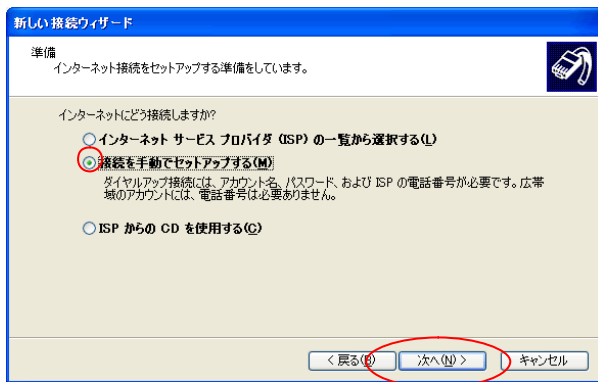 新しい接続ウィザード
準備
インターネット接続をセットアップする準備をしています。
インターネットにどう接続しますか?
インターネット サービス プロバイダ (ISP) の一覧から選択する(L)
接続を手動でセットアップする(M)
ダイヤルアップ接続には、アカウント名、パスワード、および ISP の電話番号が必要です。広帯
域のアカウントには、電話番号は必要ありません。
ISP からの CD を使用する(C)
< 戻る(B) 次へ(N) > キャンセル